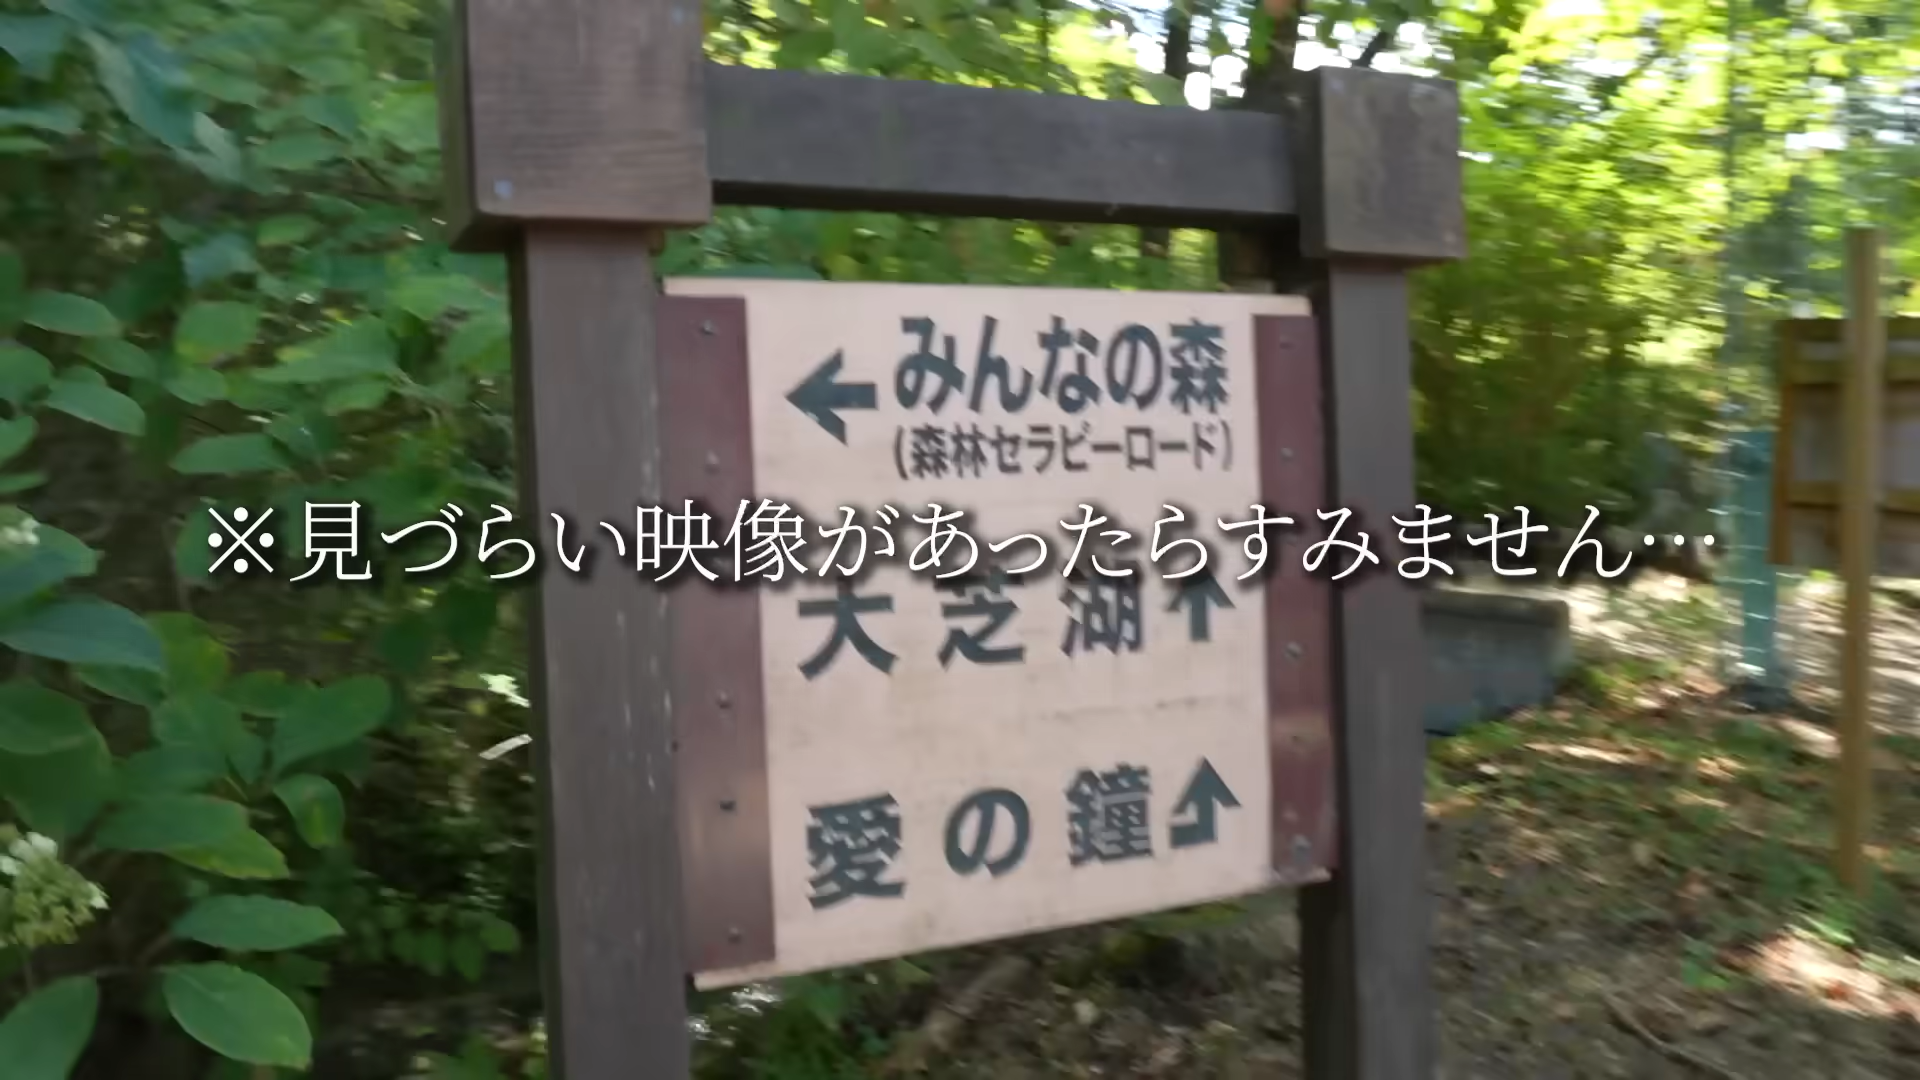 ←みんなの森
(森林セラピーロード)
※見づらい映像があったらすみません…
大芝湖↑
愛の鐘↑